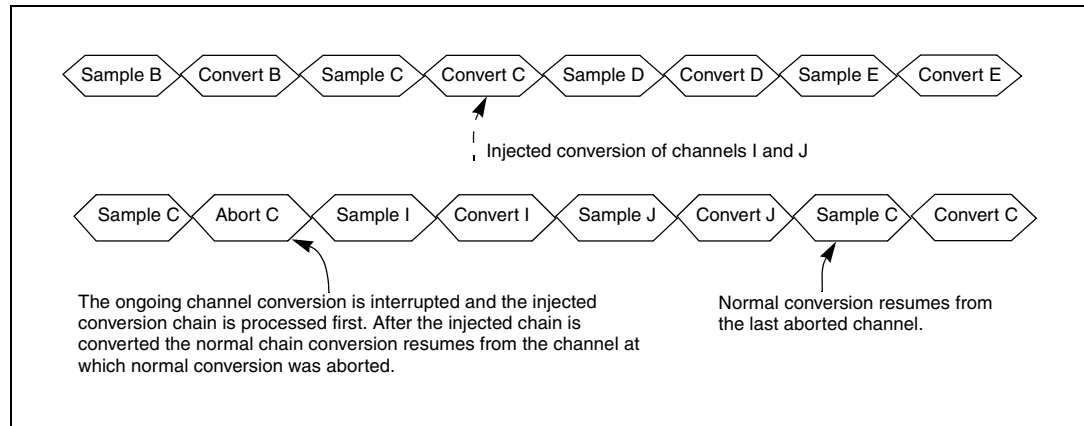 Sample B Convert B Sample C Convert C Sample D Convert D Sample E Convert E
Injected conversion of channels I and J
Sample C Abort C Sample I Convert I Sample J Convert J Sample C Convert C
The ongoing channel conversion is interrupted and the injected
conversion chain is processed first. After the injected chain is
converted the normal chain conversion resumes from the channel at
which normal conversion was aborted.
Normal conversion resumes from
the last aborted channel.